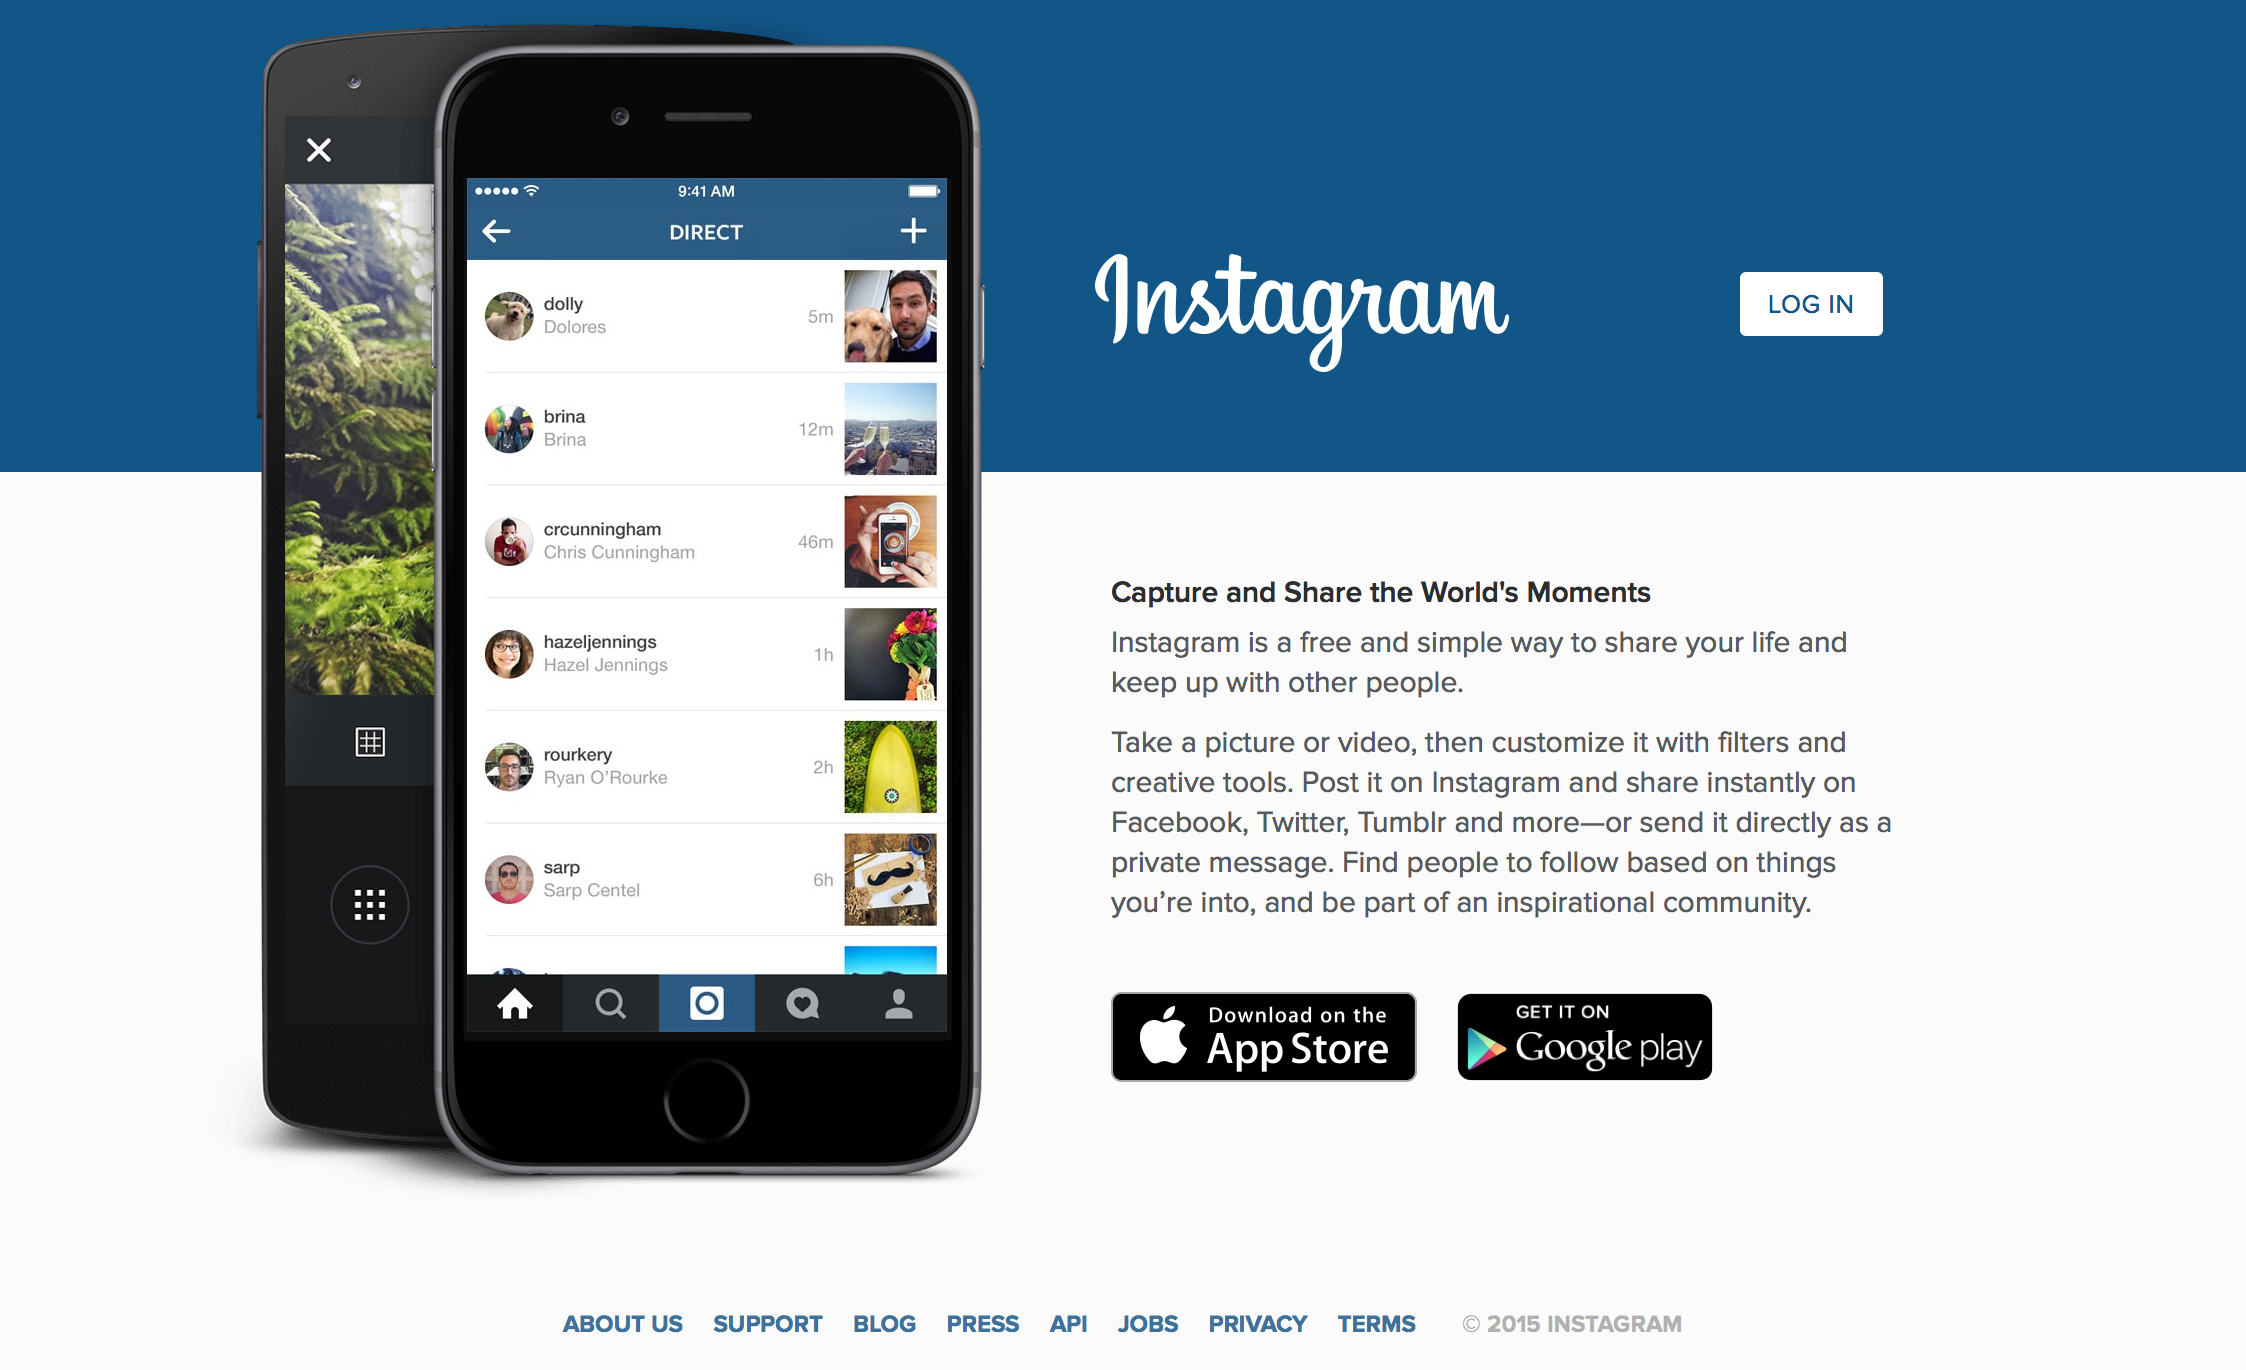 9:41 AM
DIRECT
dolly
Dolores
5m
brina
Brina
12m
crcunningham
Chris Cunningham
46m
hazeljennings
Hazel Jennings
1h
rourkery
Ryan O’Rourke
2h
sarp
Sarp Centel
6h
Instagram
LOG IN
Capture and Share the World's Moments
Instagram is a free and simple way to share your life and
keep up with other people.
Take a picture or video, then customize it with filters and
creative tools. Post it on Instagram and share instantly on
Facebook, Twitter, Tumblr and more—or send it directly as a
private message. Find people to follow based on things
you’re into, and be part of an inspirational community.
Download on the
App Store
GET IT ON
Google play
ABOUT US SUPPORT BLOG PRESS API JOBS PRIVACY TERMS © 2015 INSTAGRAM